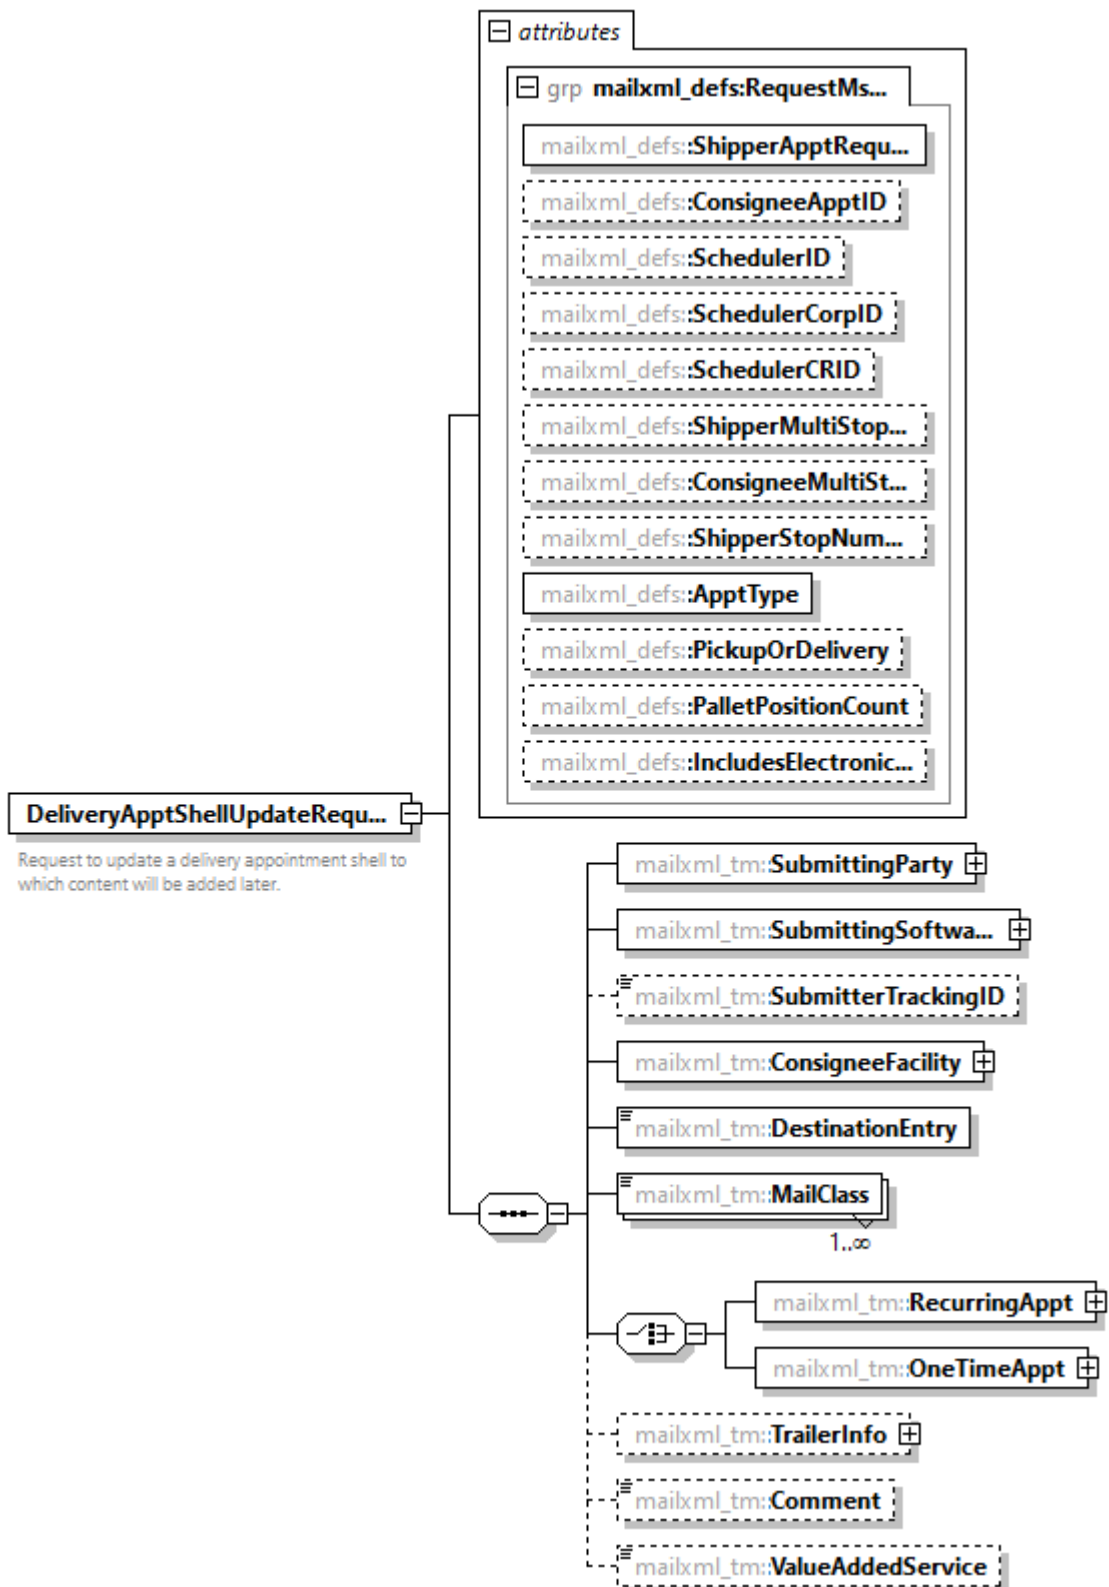 attributes
grp mailxml_defs:RequestMs...
mailxml_defs::ShipperApptRequ...
mailxml_defs::ConsigneeApptID
mailxml_defs::SchedulerID
mailxml_defs::SchedulerCorpID
mailxml_defs::SchedulerCRID
mailxml_defs::ShipperMultiStop...
mailxml_defs::ConsigneeMultiSt...
mailxml_defs::ShipperStopNum...
mailxml_defs::ApptType
mailxml_defs::PickupOrDelivery
mailxml_defs::PalletPositionCount
mailxml_defs::IncludesElectronic...
DeliveryApptShellUpdateRequ...
Request to update a delivery appointment shell to
which content will be added later.
mailxml_tm::SubmittingParty
mailxml_tm::SubmittingSoftwa...
mailxml_tm::SubmitterTrackingID
mailxml_tm::ConsigneeFacility
mailxml_tm::DestinationEntry
mailxml_tm::MailClass
1..∞
mailxml_tm::RecurringAppt
mailxml_tm::OneTimeAppt
mailxml_tm::TrailerInfo
mailxml_tm::Comment
mailxml_tm::ValueAddedService